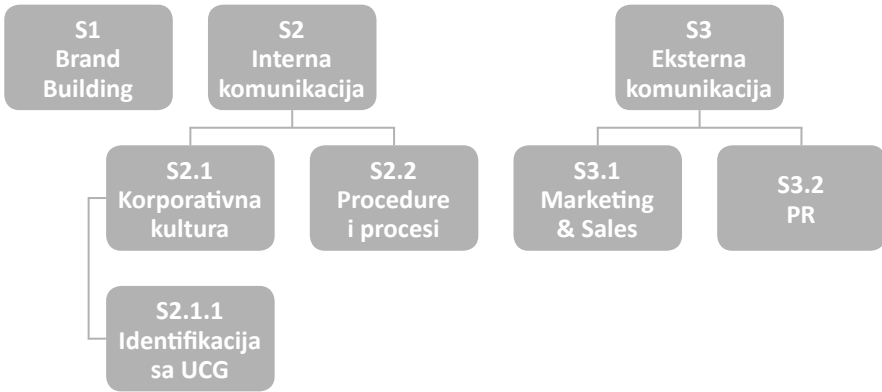 S1
Brand
Building
S2
Interna
komunikacija
S3
Eksterna
komunikacija
S2.1
Korporativna
kultura
S2.2
Procedure
i procesi
S3.1
Marketing
& Sales
S3.2
PR
S2.1.1
Identifikacija
sa UCG